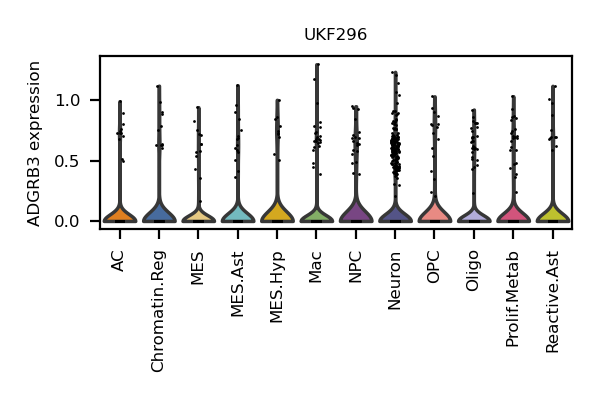 UKF296
ADGRB3 expression
1.0
0.5
0.0
AC
Chromatin.Reg
MES
MES.Ast
MES.Hyp
Mac
NPC
Neuron
OPC
Oligo
Prolif.Metab
Reactive.Ast